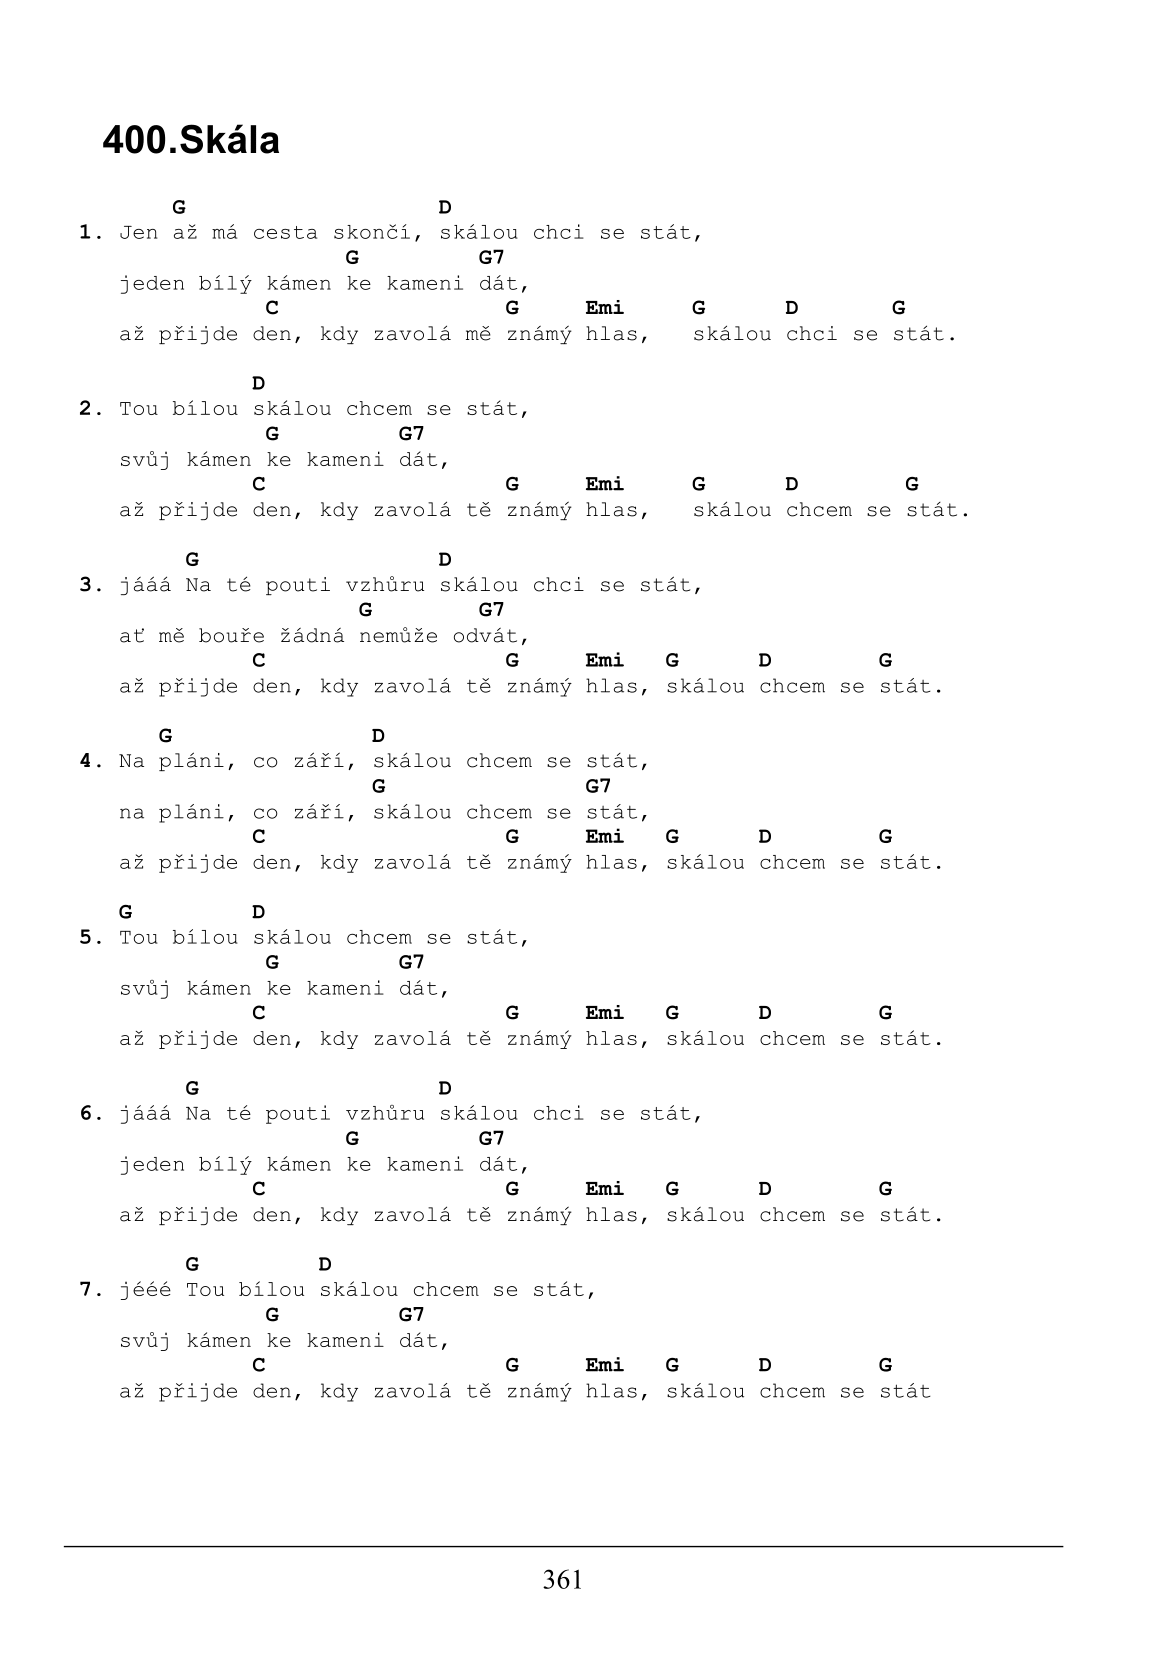 400.Skála
G D
1. Jen až má cesta skončí, skálou chci se stát,
G G7
jeden bílý kámen ke kameni dát,
C G Emi G D G
až přijde den, kdy zavolá mě známý hlas, skálou chci se stát.
D
2. Tou bílou skálou chcem se stát,
G G7
svůj kámen ke kameni dát,
C G Emi G D G
až přijde den, kdy zavolá tě známý hlas, skálou chcem se stát.
G D
3. jááá Na té pouti vzhůru skálou chci se stát,
G G7
ať mě bouře žádná nemůže odvát,
C G Emi G D G
až přijde den, kdy zavolá tě známý hlas, skálou chcem se stát.
G D
4. Na pláni, co září, skálou chcem se stát,
G G7
na pláni, co září, skálou chcem se stát,
C G Emi G D G
až přijde den, kdy zavolá tě známý hlas, skálou chcem se stát.
G D
5. Tou bílou skálou chcem se stát,
G G7
svůj kámen ke kameni dát,
C G Emi G D G
až přijde den, kdy zavolá tě známý hlas, skálou chcem se stát.
G D
6. jááá Na té pouti vzhůru skálou chci se stát,
G G7
jeden bílý kámen ke kameni dát,
C G Emi G D G
až přijde den, kdy zavolá tě známý hlas, skálou chcem se stát.
G D
7. jééé Tou bílou skálou chcem se stát,
G G7
svůj kámen ke kameni dát,
C G Emi G D G
až přijde den, kdy zavolá tě známý hlas, skálou chcem se stát
361